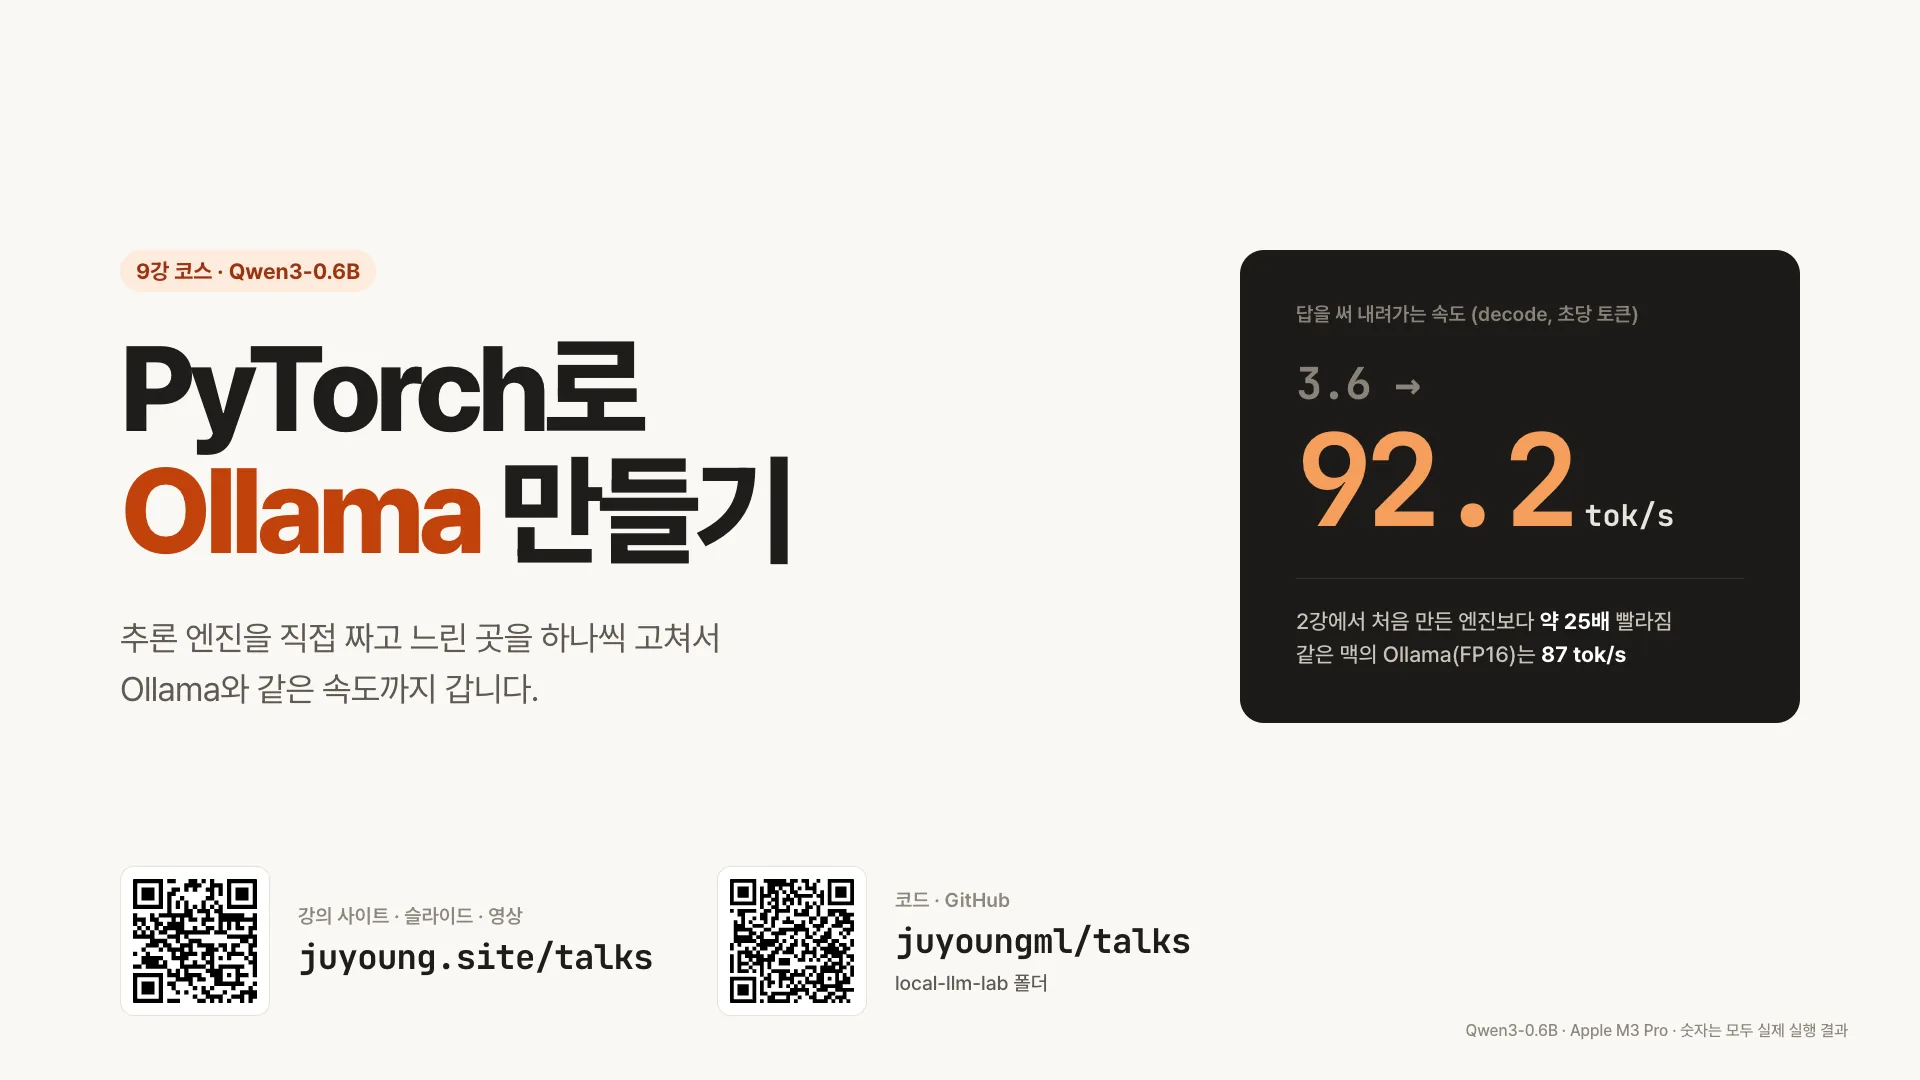 9강 코스 · Qwen3-0.6B
PyTorch로
Ollama 만들기
추론 엔진을 직접 짜고 느린 곳을 하나씩 고쳐서
Ollama와 같은 속도까지 갑니다.
답을 써 내려가는 속도 (decode, 초당 토큰)
3.6 →
92.2 tok/s
2강에서 처음 만든 엔진보다 약 25배 빨라짐
같은 맥의 Ollama(FP16)는 87 tok/s
강의 사이트 · 슬라이드 · 영상
juyoung.site/talks
코드 · GitHub
juyoungml/talks
local-llm-lab 폴더
Qwen3-0.6B · Apple M3 Pro · 숫자는 모두 실제 실행 결과